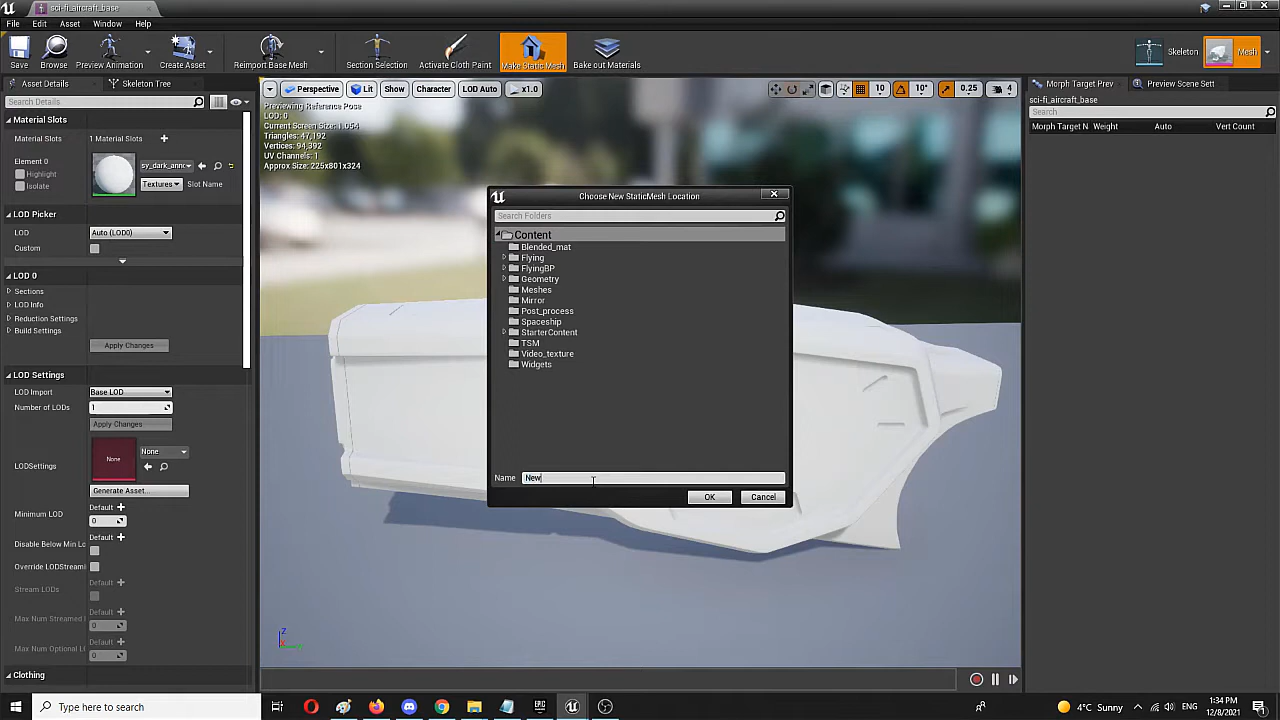 sci-fi_aircraft_base
File Edit Asset Window Help
Save Browse Preview Animation Create Asset Reimport Base Mesh Section Selection Activate Cloth Paint Make Static Mesh Bake out Materials Skeleton Mesh
Asset Details Skeleton Tree
Search Details
Material Slots
Material Slots 1 Material Slots
Element 0
Highlight
Isolate
Textures Slot Name
LOD Picker
LOD Auto (LOD0)
Custom
LOD 0
Sections
LOD Info
Reduction Settings
Build Settings
Apply Changes
LOD Settings
LOD Import Base LOD
Number of LODs 1
Apply Changes
LODSettings None None
Generate Asset...
Minimum LOD Default
0
Disable Below Min Lo Default
Override LODStreami
Stream LODs Default
Max Num Streamed L Default
0
Max Num Optional L Default
0
Clothing
Perspective Lit Show Character LOD Auto x1.0 10 10° 0.25 4
Previewing Reference Pose
LOD: 0
Current Screen Size: 1.054
Triangles: 47,192
Vertices: 94,392
UV Channels: 1
Approx Size: 225x801x324
Choose New StaticMesh Location
Search Folders
Content
Blended_mat
Flying
FlyingBP
Geometry
Meshes
Mirror
Post_process
Spaceship
StarterContent
TSM
Video_texture
Widgets
Name New
OK Cancel
Z
Morph Target Prev Preview Scene Sett
sci-fi_aircraft_base
Search
Morph Target N Weight Auto Vert Count
Type here to search
4°C Sunny ENG 1:34 PM
12/8/2021